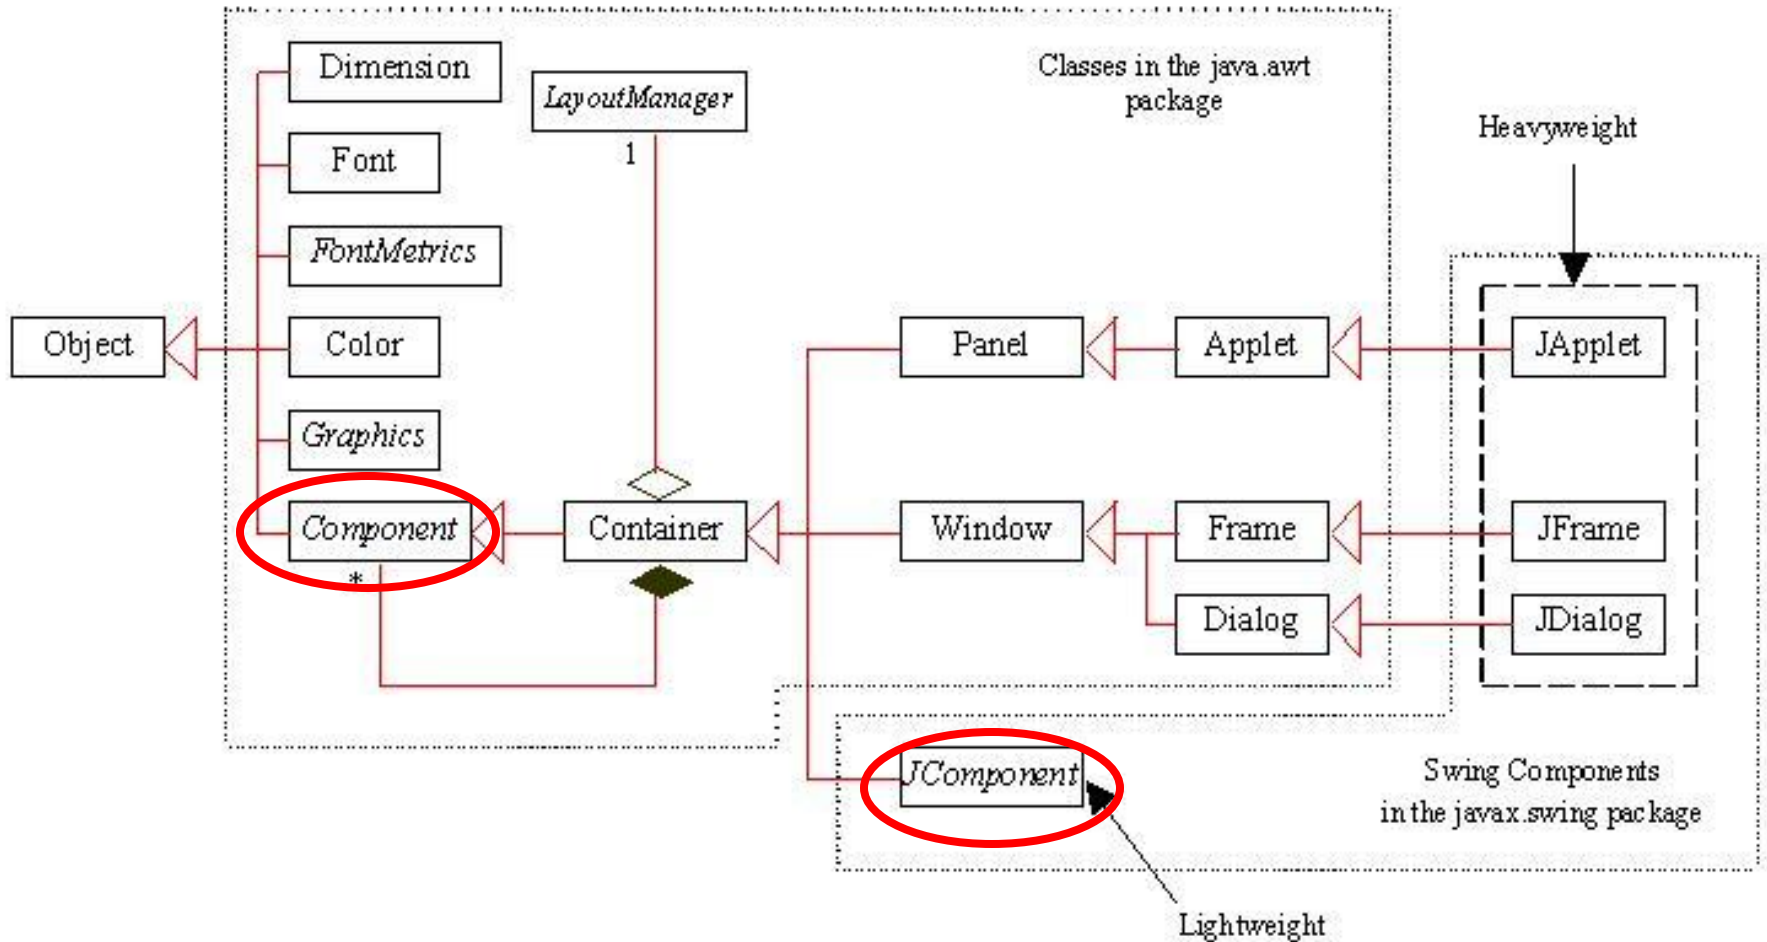 Dimension
LayoutManager
Classes in the java.awt
package
1
Heavyweight
Font
FontMetrics
Object
Color
Panel
Applet
JApplet
Graphics
Component
Container
Window
Frame
JFrame
*
Dialog
JDialog
JComponent
Swing Components
in the javax.swing package
Lightweight